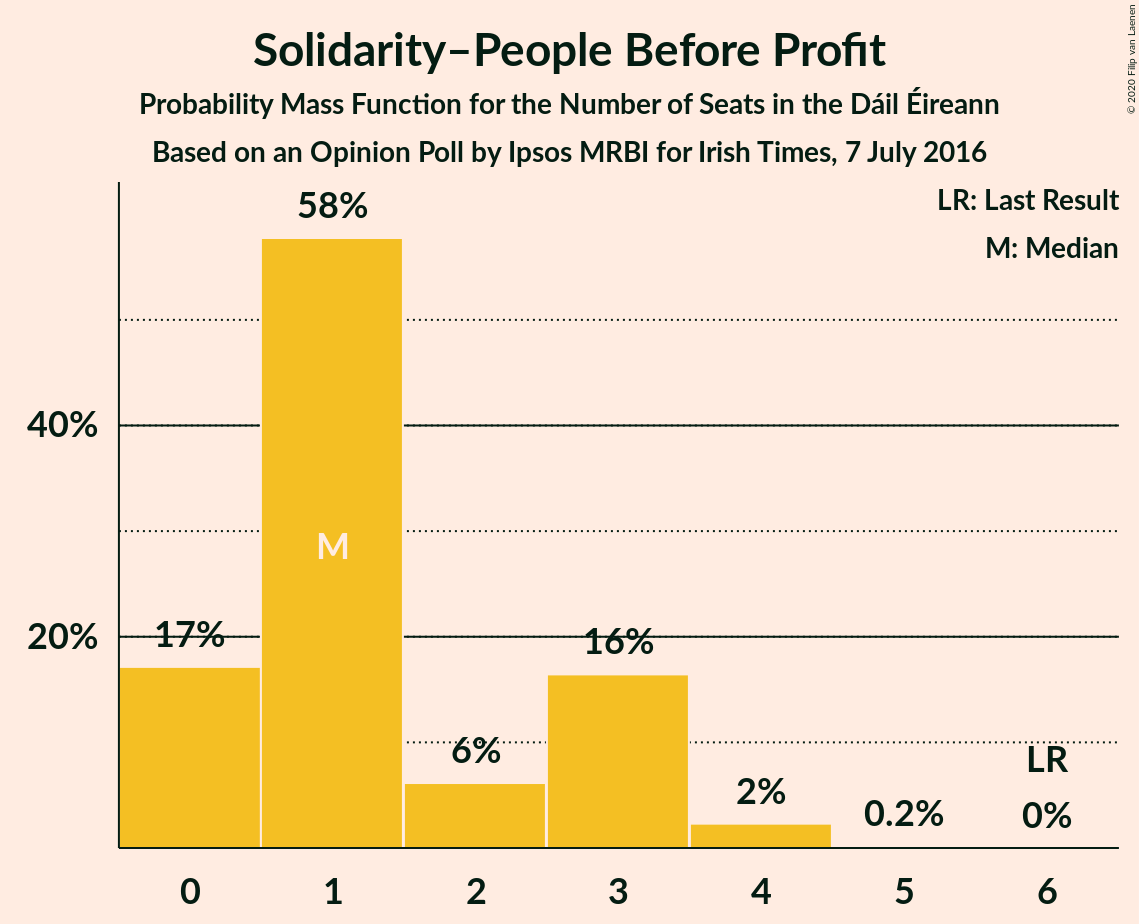 Solidarity–People Before Profit
Probability Mass Function for the Number of Seats in the Dáil Éireann
Based on an Opinion Poll by Ipsos MRBI for Irish Times, 7 July 2016
© 2020 Filip van Laenen
LR: Last Result
M: Median
58%
40%
M
20%
17%
16%
6%
2%
0.2%
LR
0%
0 1 2 3 4 5 6